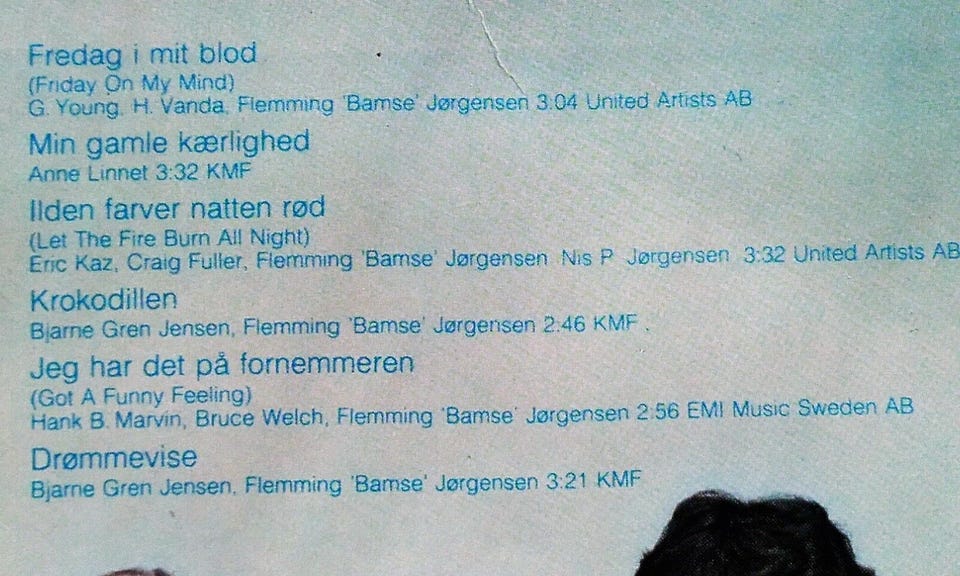 Fredag i mit blod
(Friday On My Mind)
G. Young, H. Vanda, Flemming 'Bamse' Jørgensen 3:04 United Artists AB
Min gamle kærlighed
Anne Linnet 3:32 KMF
Ilden farver natten rød
(Let The Fire Burn All Night)
Eric Kaz, Craig Fuller, Flemming 'Bamse' Jørgensen Nis P Jørgensen 3:32 United Artists AB
Krokodillen
Bjarne Gren Jensen, Flemming 'Bamse' Jørgensen 2:46 KMF
Jeg har det på fornemmeren
(Got A Funny Feeling)
Hank B. Marvin, Bruce Welch, Flemming 'Bamse' Jørgensen 2:56 EMI Music Sweden AB
Drømmevise
Bjarne Gren Jensen, Flemming 'Bamse' Jørgensen 3:21 KMF